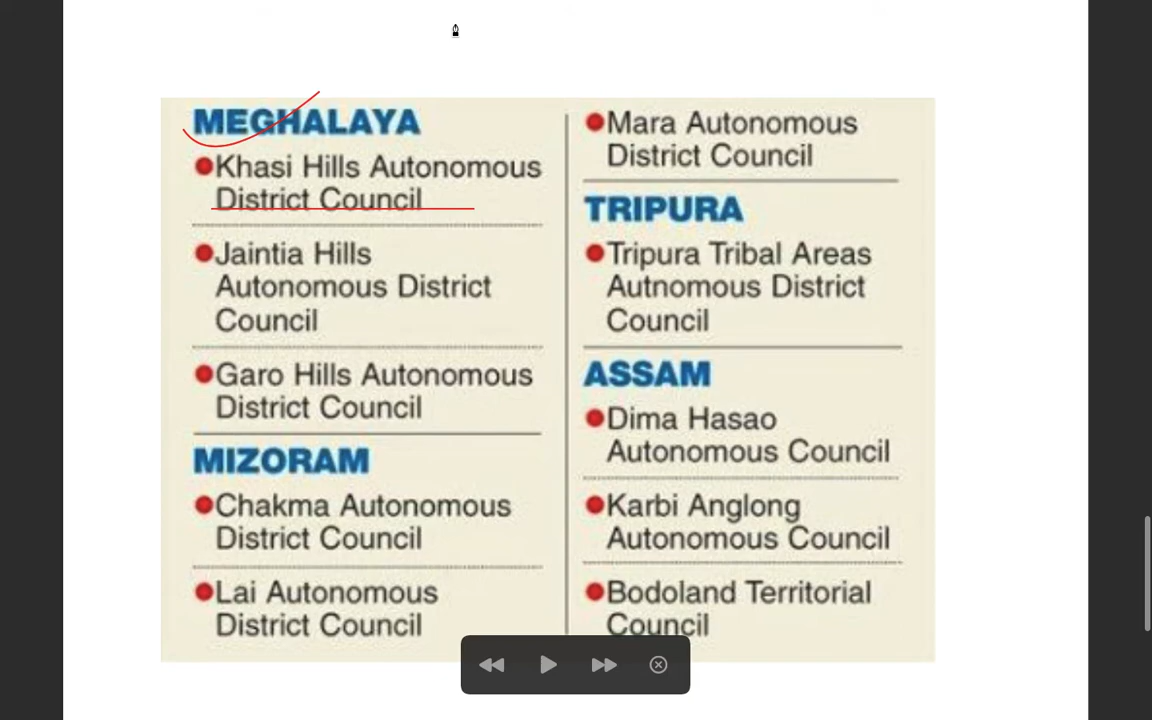 MEGHALAYA
Khasi Hills Autonomous
District Council
Jaintia Hills
Autonomous District
Council
Garo Hills Autonomous
District Council
MIZORAM
Chakma Autonomous
District Council
Lai Autonomous
District Council
Mara Autonomous
District Council
TRIPURA
Tripura Tribal Areas
Autnomous District
Council
ASSAM
Dima Hasao
Autonomous Council
Karbi Anglong
Autonomous Council
Bodoland Territorial
Council